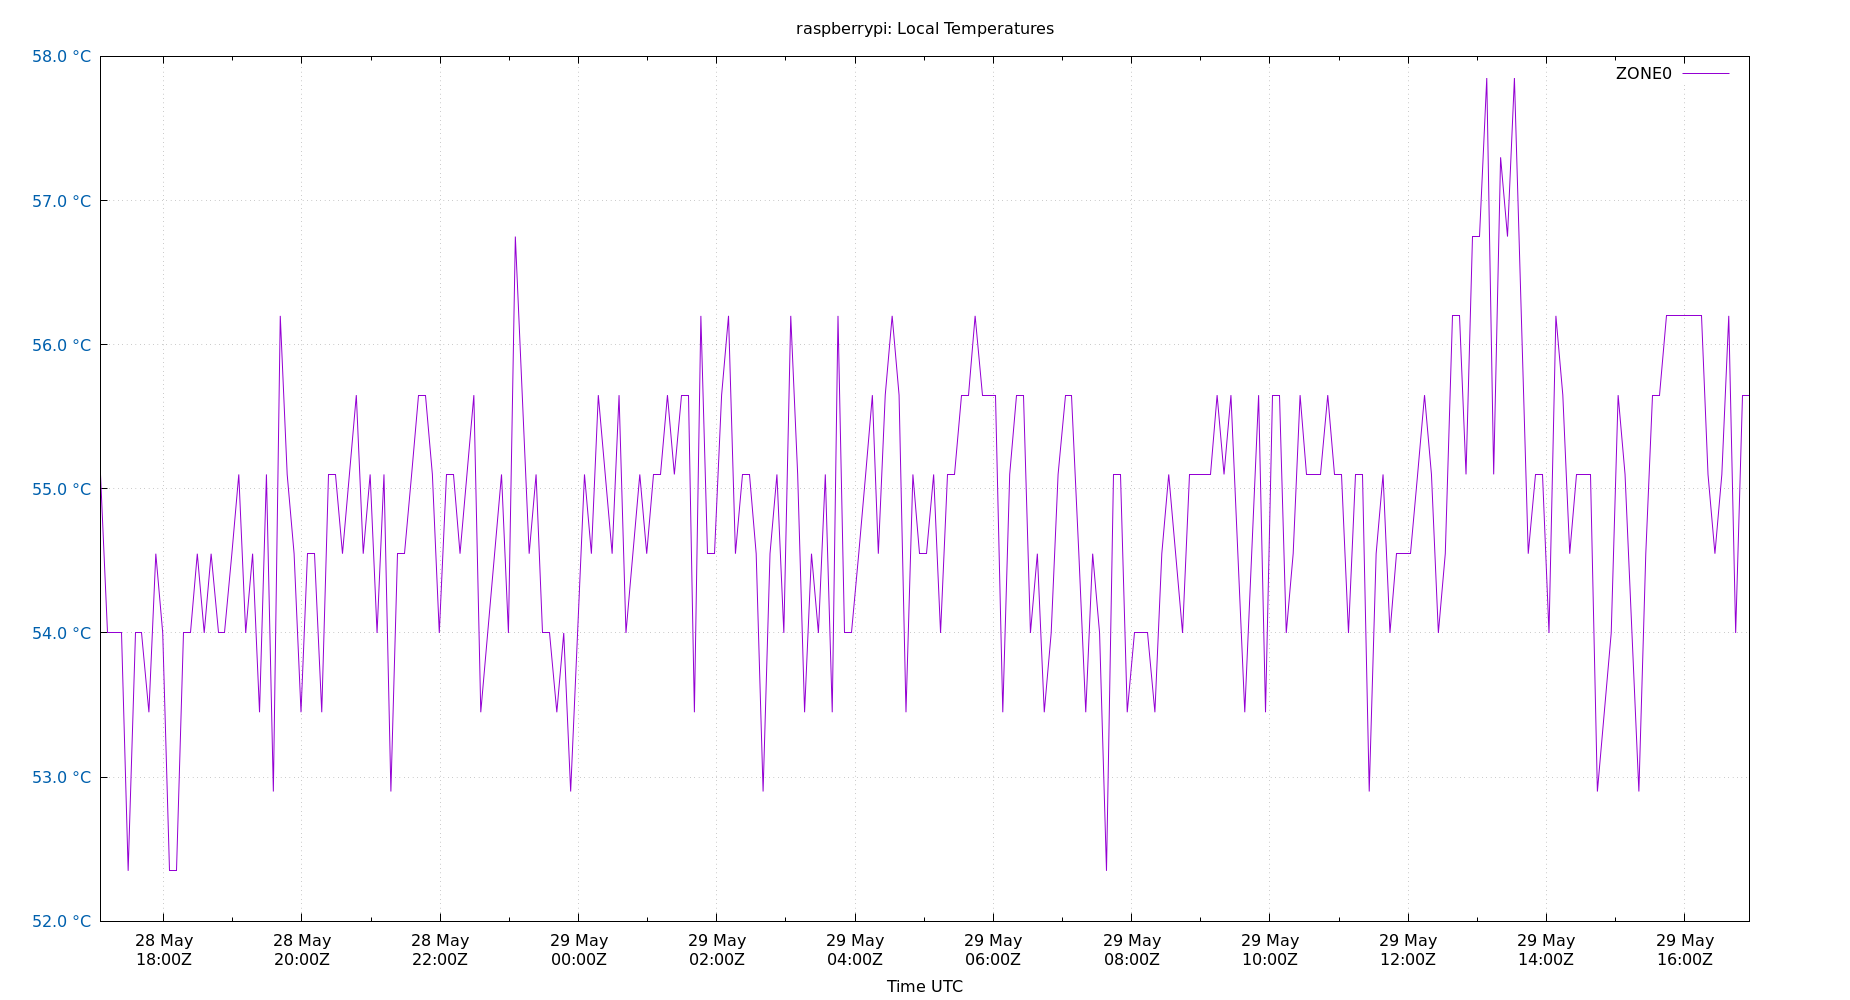 raspberrypi: Local Temperatures
58.0 °C
ZONE0
57.0 °C
56.0 °C
55.0 °C
54.0 °C
53.0 °C
52.0 °C
28 May 28 May 28 May 29 May 29 May 29 May 29 May 29 May 29 May 29 May 29 May 29 May
18:00Z 20:00Z 22:00Z 00:00Z 02:00Z 04:00Z 06:00Z 08:00Z 10:00Z 12:00Z 14:00Z 16:00Z
Time UTC